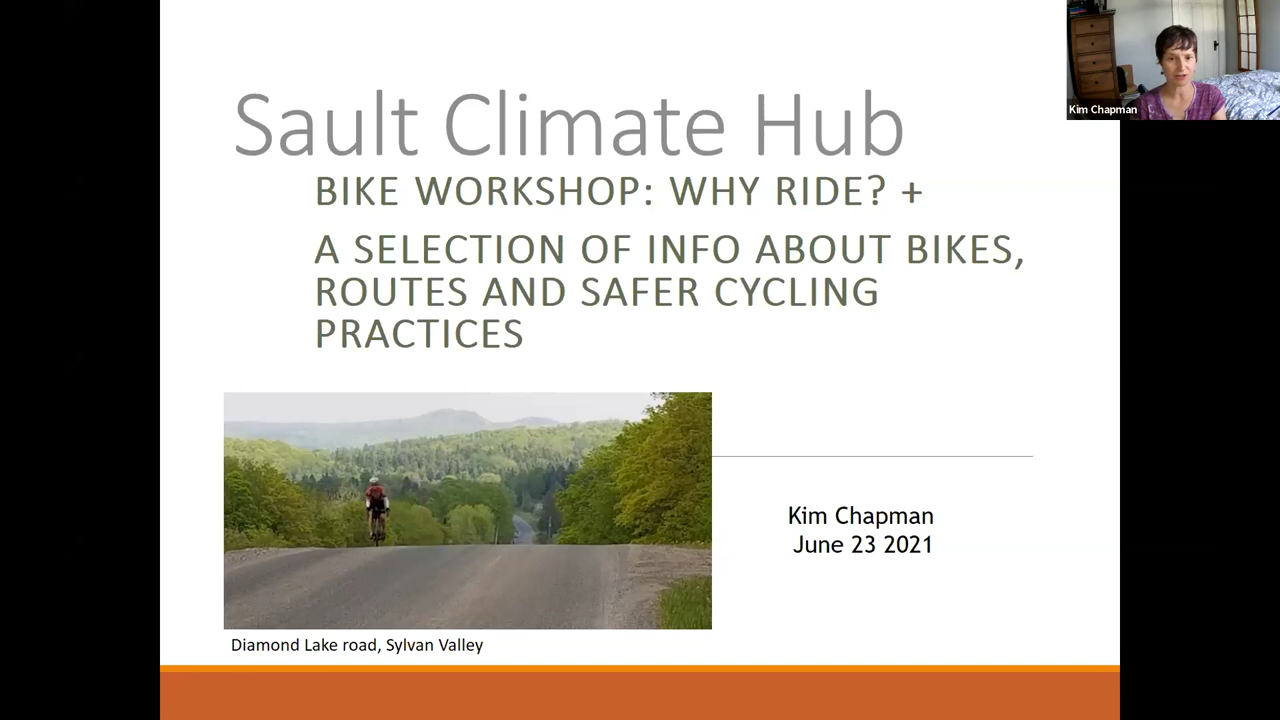 Sault Climate Hub
BIKE WORKSHOP: WHY RIDE? +
A SELECTION OF INFO ABOUT BIKES,
ROUTES AND SAFER CYCLING
PRACTICES
Kim Chapman
June 23 2021
Diamond Lake road, Sylvan Valley
Kim Chapman